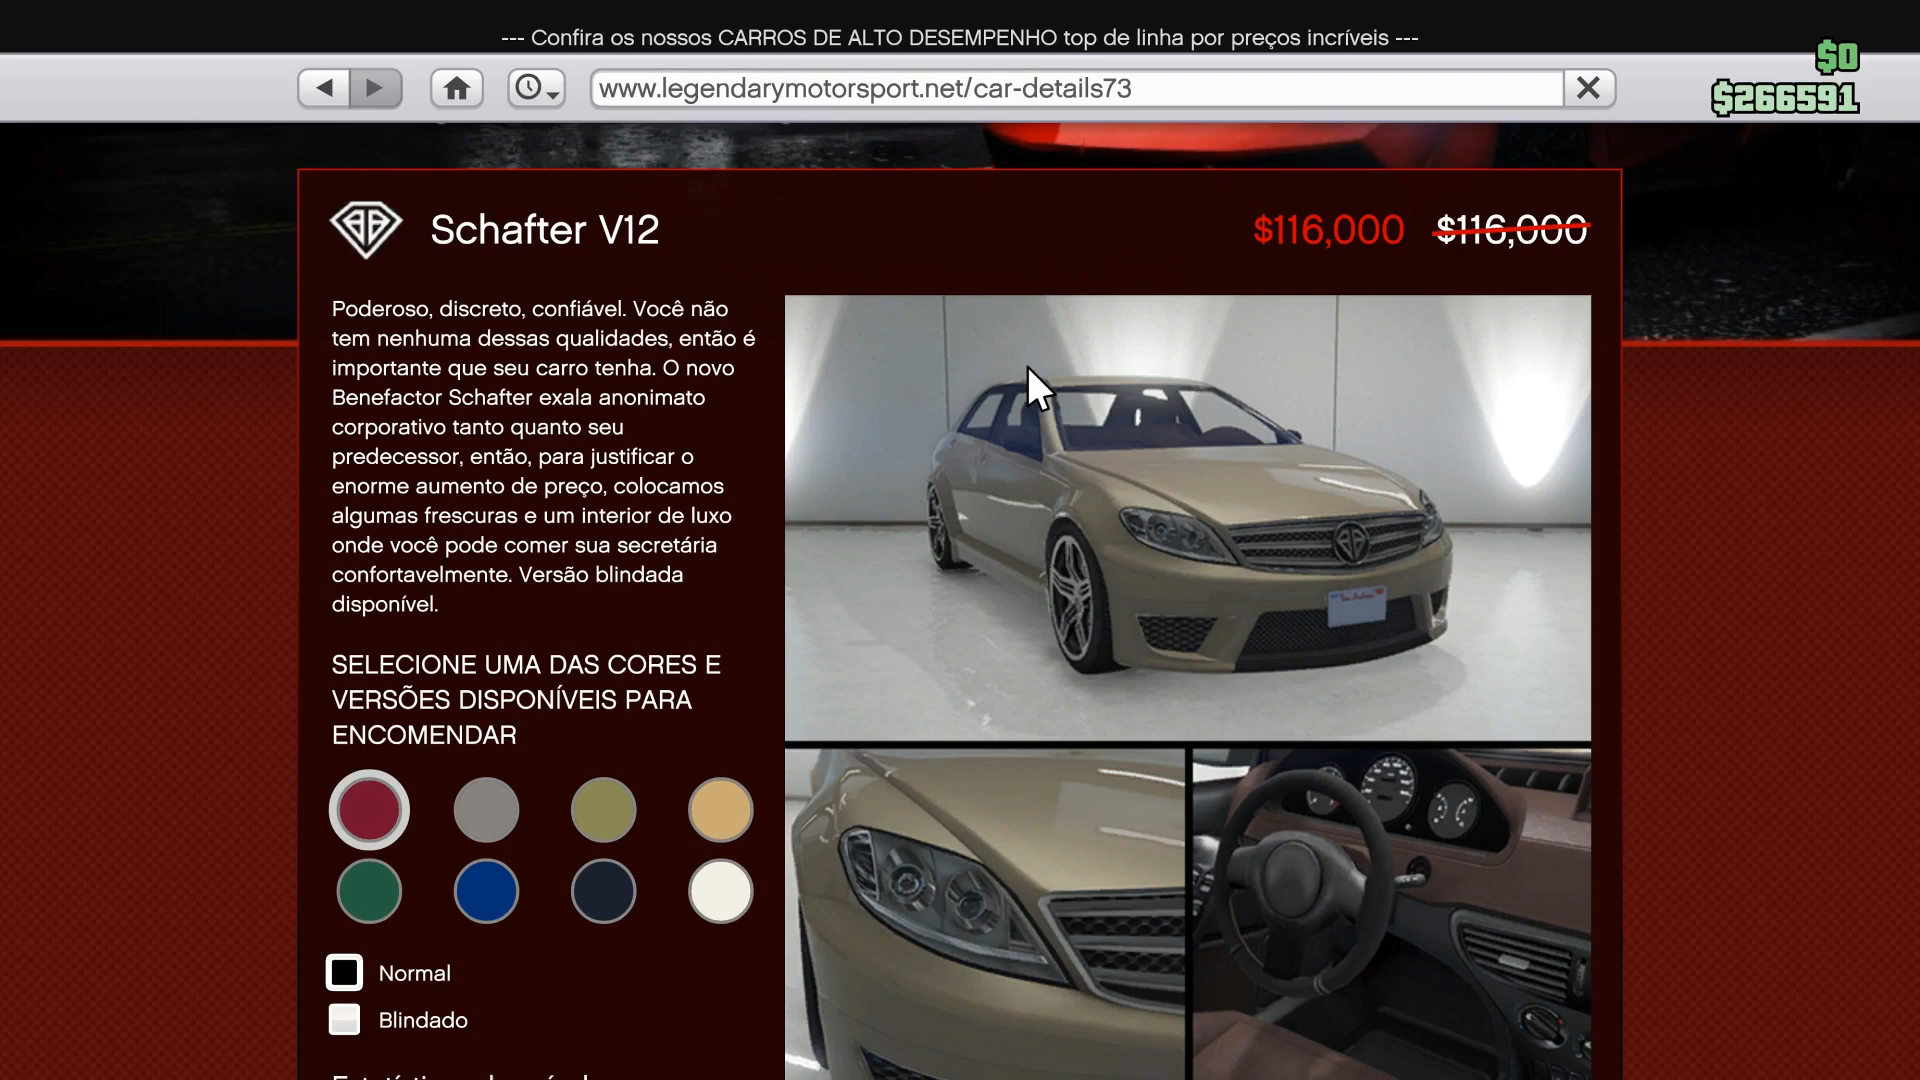 --- Confira os nossos CARROS DE ALTO DESEMPENHO top de linha por preços incríveis ---
$0
www.legendarymotorsport.net/car-details73
$266591
Schafter V12
$116,000 $116,000
Poderoso, discreto, confiável. Você não
tem nenhuma dessas qualidades, então é
importante que seu carro tenha. O novo
Benefactor Schafter exala anonimato
corporativo tanto quanto seu
predecessor, então, para justificar o
enorme aumento de preço, colocamos
algumas frescuras e um interior de luxo
onde você pode comer sua secretária
confortavelmente. Versão blindada
disponível.
SELECIONE UMA DAS CORES E
VERSÕES DISPONÍVEIS PARA
ENCOMENDAR
Normal
Blindado